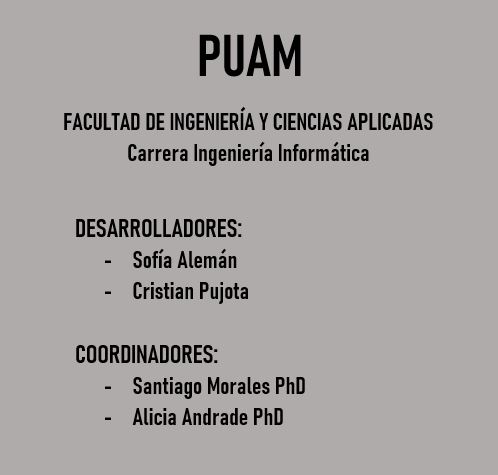 PUAM
FACULTAD DE INGENIERÍA Y CIENCIAS APLICADAS
Carrera Ingeniería Informática
DESARROLLADORES:
- Sofía Alemán
- Cristian Pujota
COORDINADORES:
- Santiago Morales PhD
- Alicia Andrade PhD